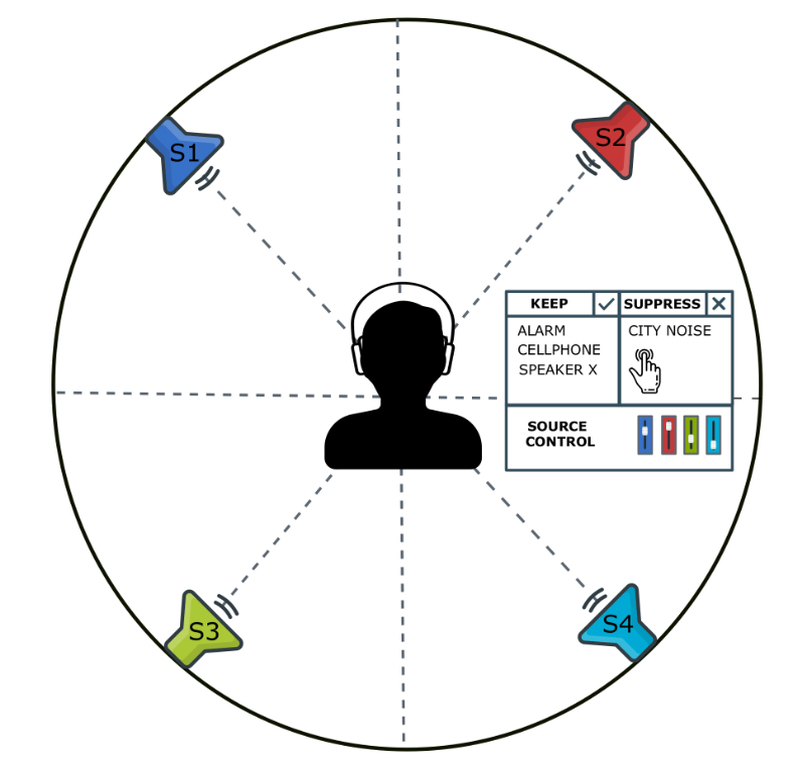 S1
S2
KEEP
SUPPRESS
ALARM
CELLPHONE
SPEAKER X
CITY NOISE
SOURCE
CONTROL
S3
S4